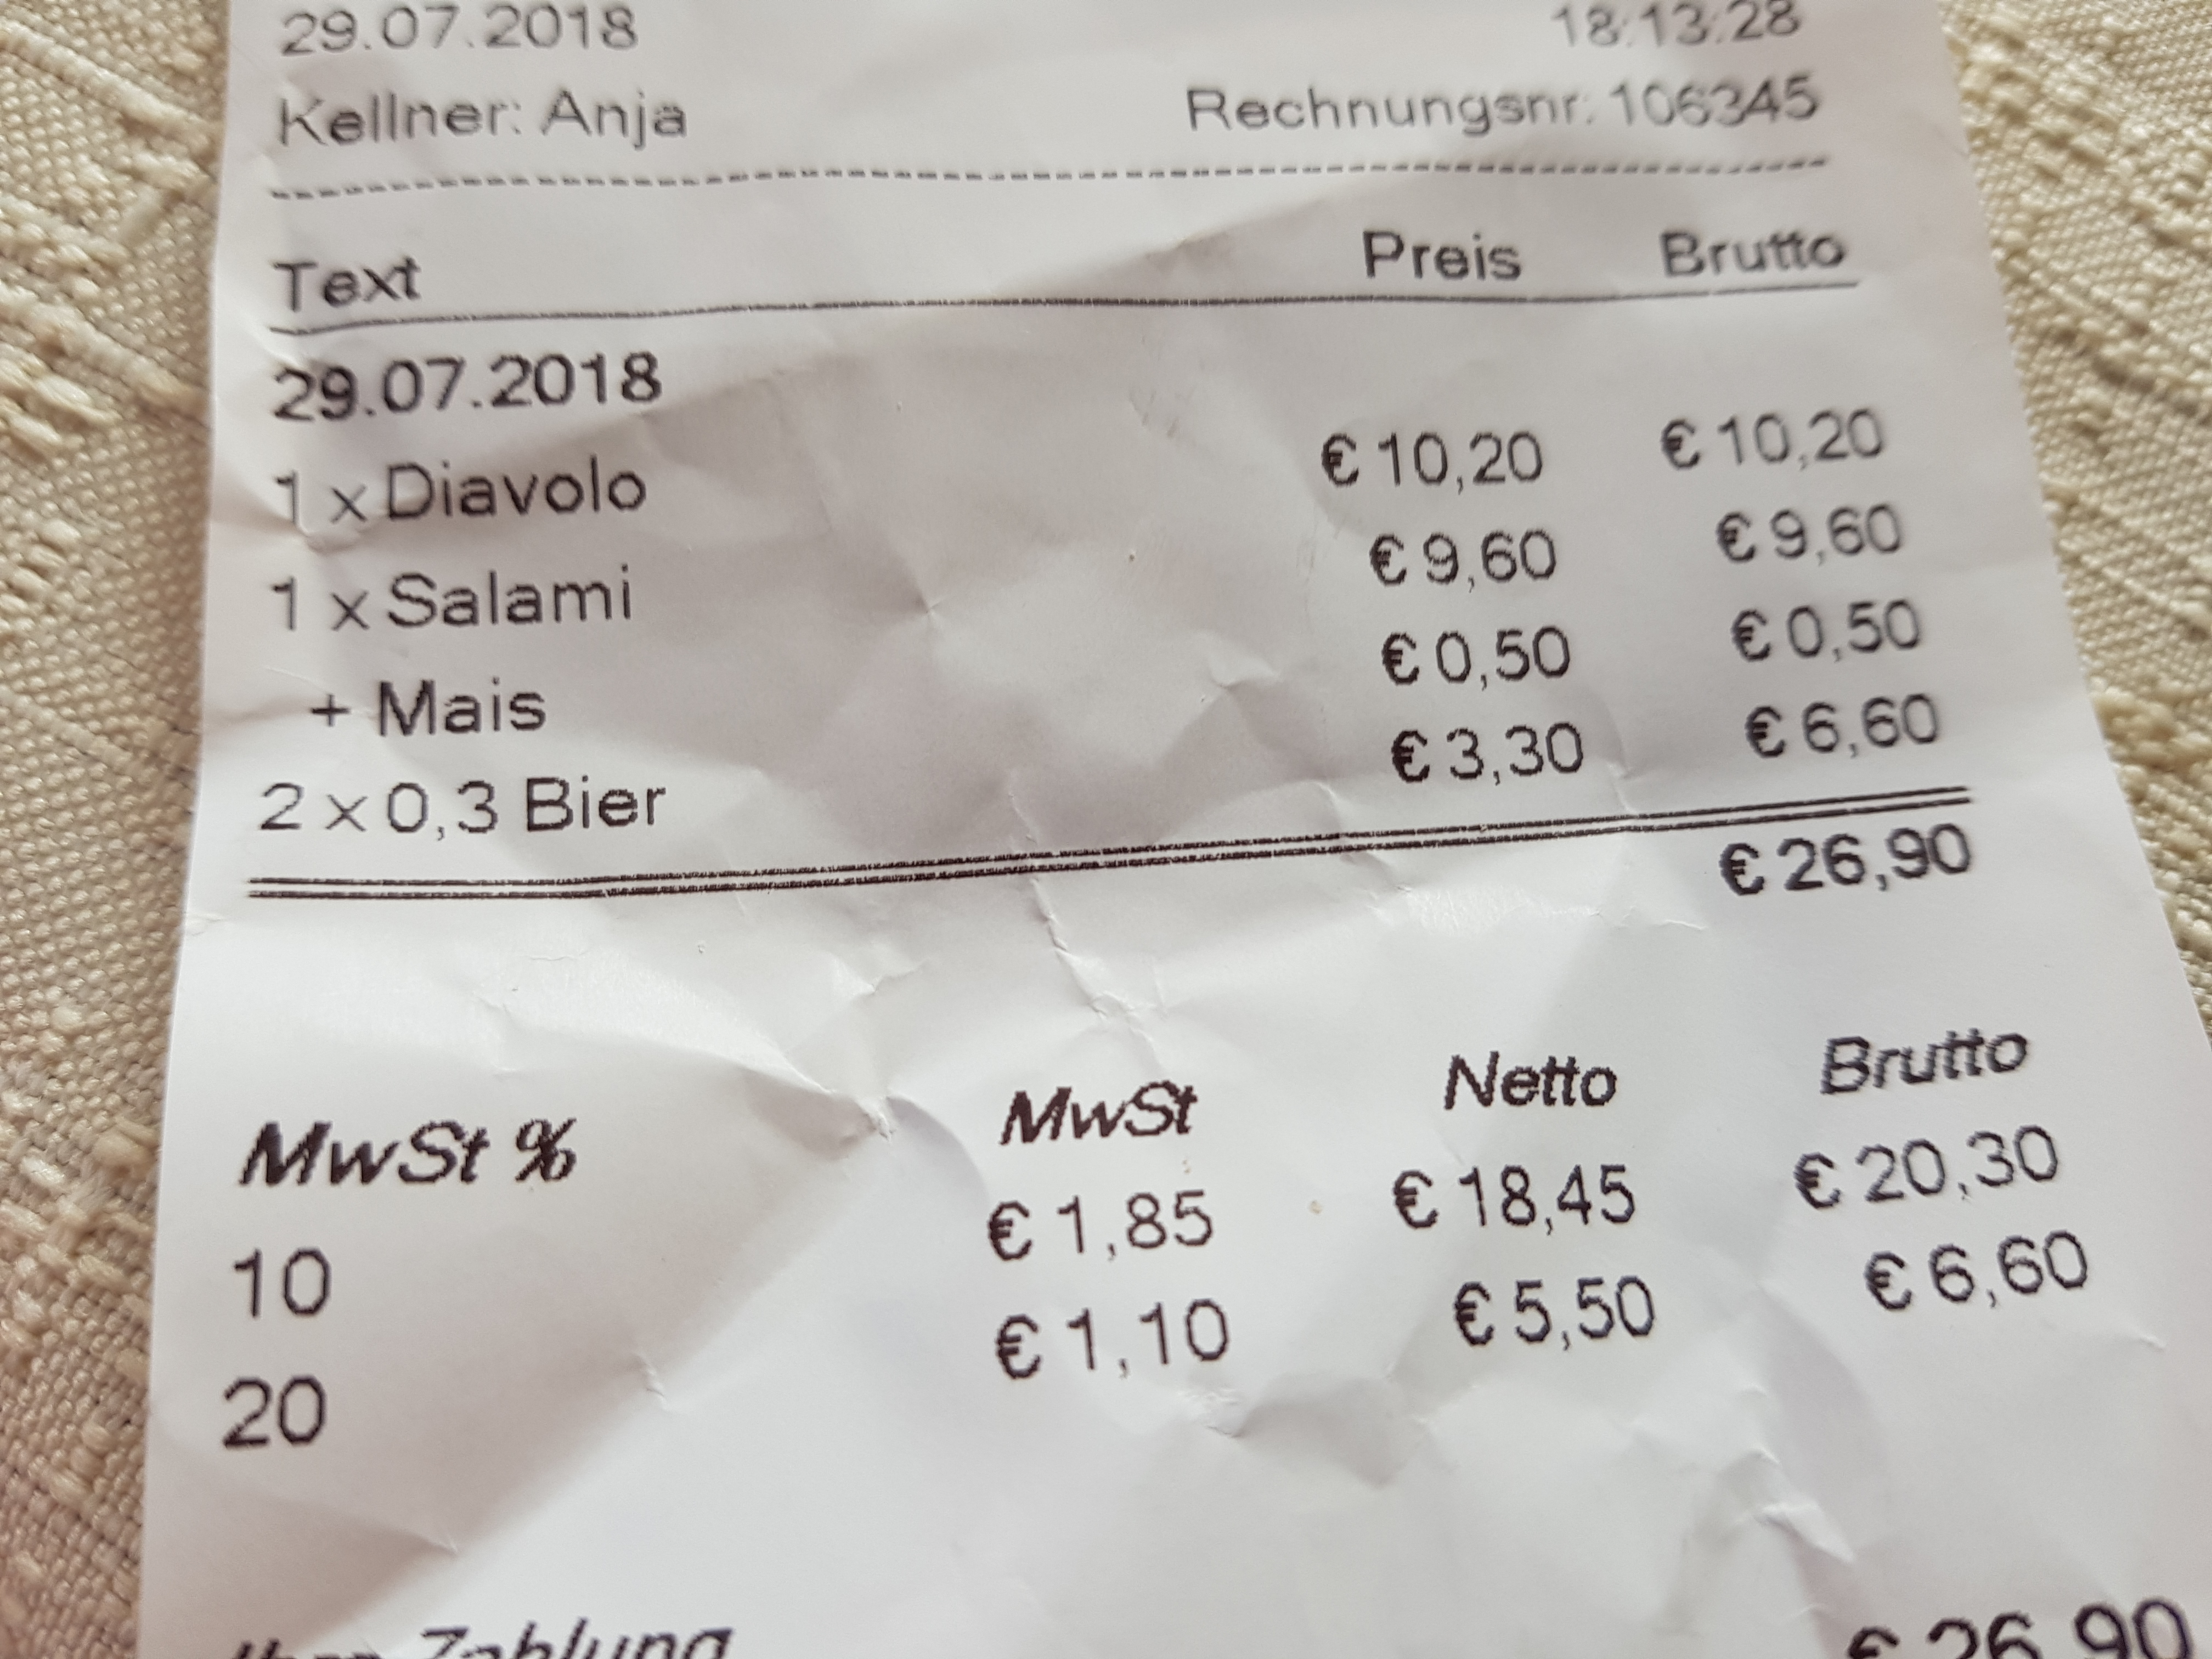 29.07.2018 18:13:28
Kellner: Anja Rechnungsnr: 106345
Text Preis Brutto
29.07.2018
1 x Diavolo € 10,20 € 10,20
1 x Salami € 9,60 € 9,60
+ Mais € 0,50 € 0,50
2 x 0,3 Bier € 3,30 € 6,60
€ 26,90
MwSt % MwSt Netto Brutto
10 € 1,85 € 18,45 € 20,30
20 € 1,10 € 5,50 € 6,60
Ihre Zahlung € 26,90